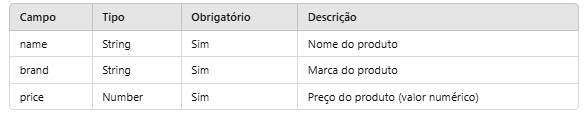 Campo Tipo Obrigatório Descrição
name String Sim Nome do produto
brand String Sim Marca do produto
price Number Sim Preço do produto (valor numérico)